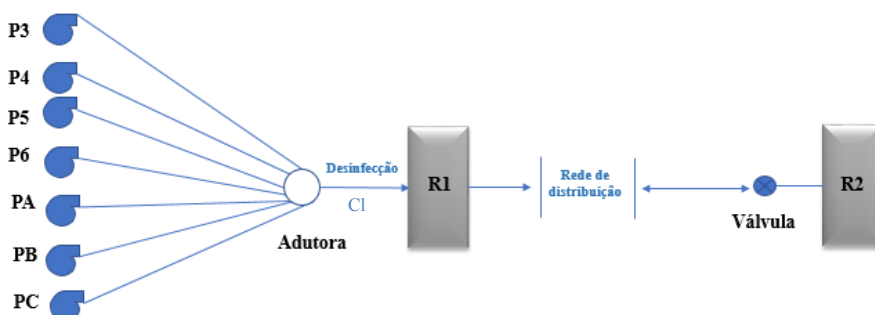 P3
P4
P5
P6
PA
PB
PC
Adutora
Desinfecção
Cl
R1
Rede de
distribuição
Válvula
R2